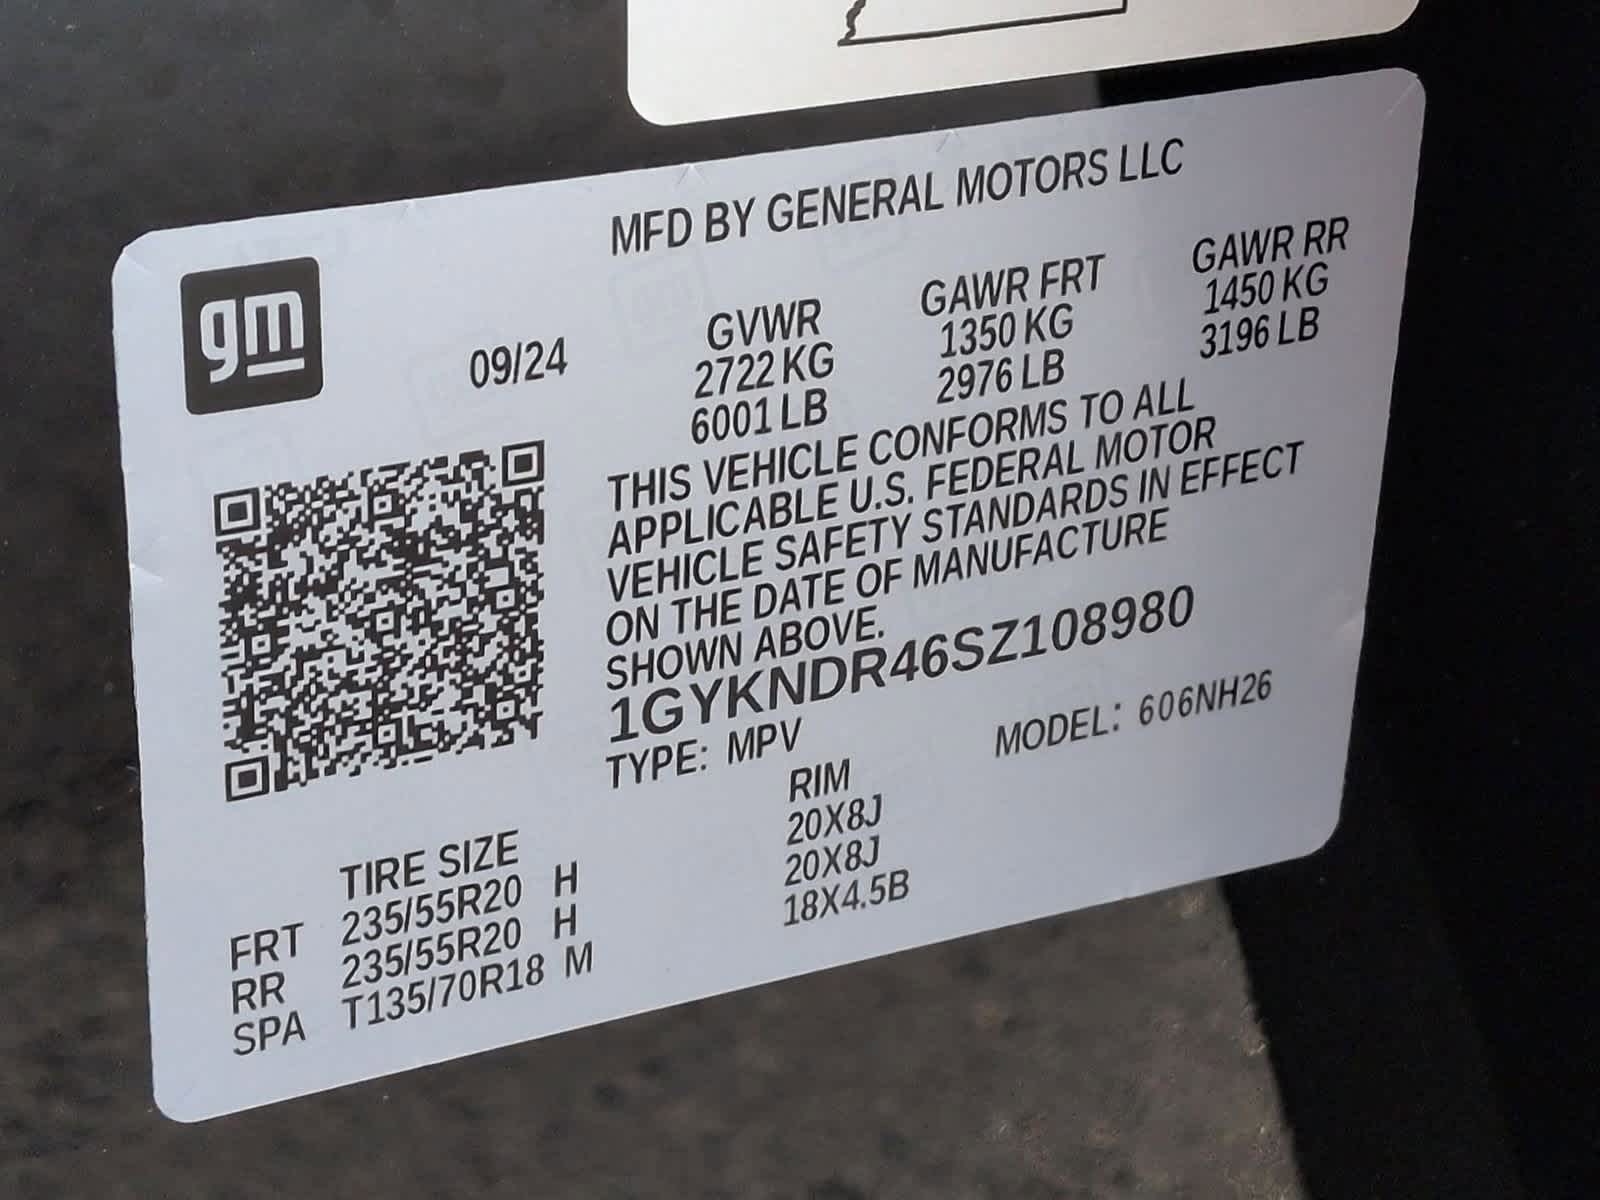 MFD BY GENERAL MOTORS LLC
gm
09/24
GVWR GAWR FRT GAWR RR
2722 KG 1350 KG 1450 KG
6001 LB 2976 LB 3196 LB
THIS VEHICLE CONFORMS TO ALL
APPLICABLE U.S. FEDERAL MOTOR
VEHICLE SAFETY STANDARDS IN EFFECT
ON THE DATE OF MANUFACTURE
SHOWN ABOVE.
1GYKNDR46SZ108980
TYPE: MPV MODEL: 606NH26
TIRE SIZE RIM
FRT 235/55R20 H 20X8J
RR 235/55R20 H 20X8J
SPA T135/70R18 M 18X4.5B